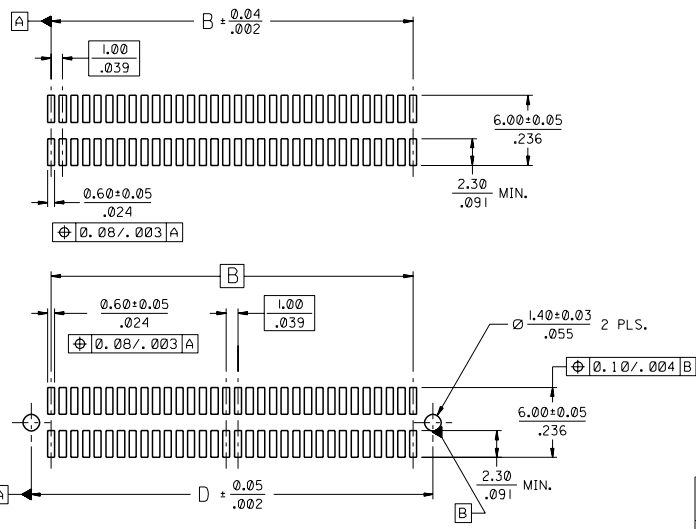 A
B ± 0.04
.002
1.00
.039
6.00±0.05
.236
2.30 MIN.
.091
0.60±0.05
.024
⌖ 0.08/.003 A
B
0.60±0.05
.024
1.00
.039
⌖ 0.08/.003 A
Ø 1.40±0.03 2 PLS.
.055
⌖ 0.10/.004 B
6.00±0.05
.236
2.30 MIN.
.091
A
D ± 0.05
.002
B